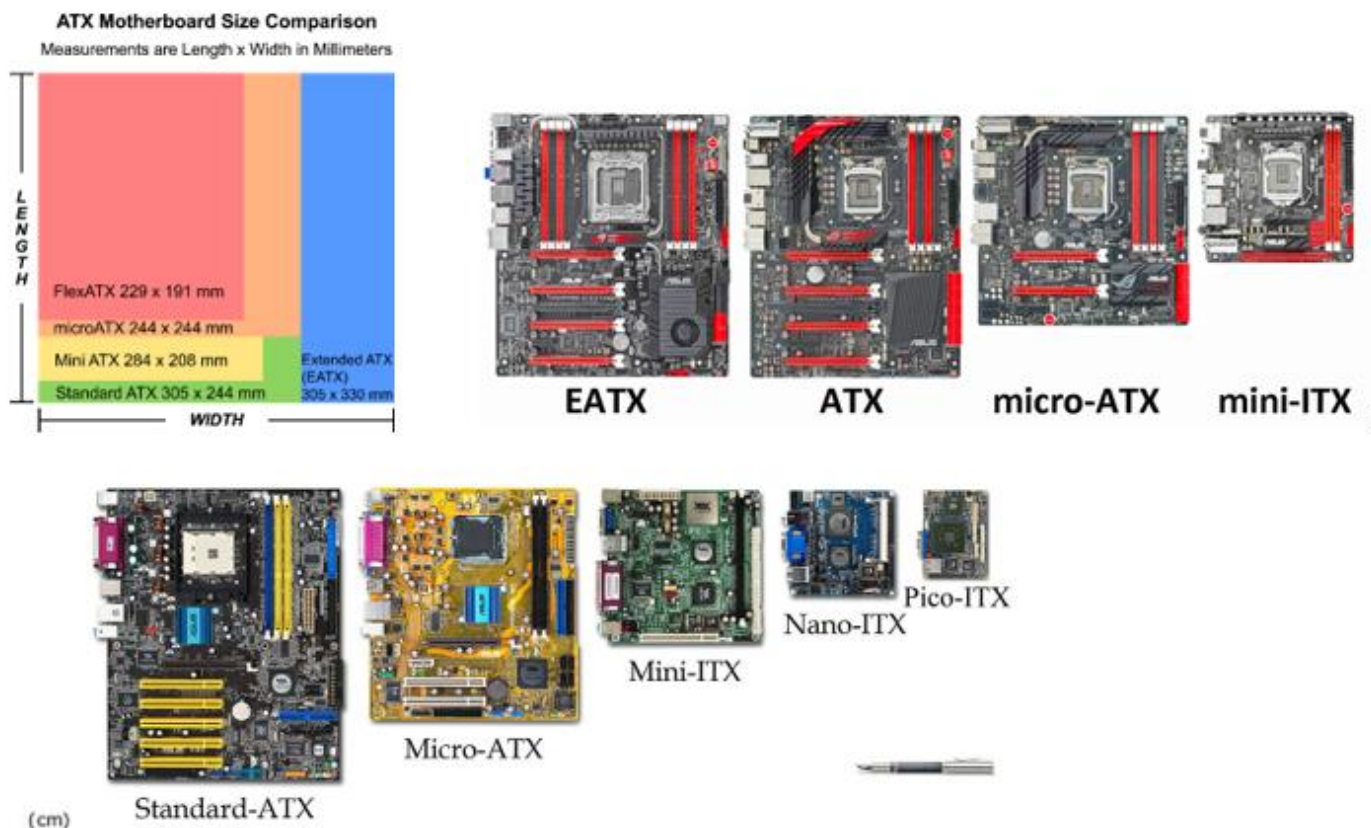 ATX Motherboard Size Comparison
Measurements are Length x Width in Millimeters
LENGTH
FlexATX 229 x 191 mm
microATX 244 x 244 mm
Mini ATX 284 x 208 mm
Extended ATX
(EATX)
305 x 330 mm
Standard ATX 305 x 244 mm
WIDTH
EATX
ATX
micro-ATX
mini-ITX
Standard-ATX
Micro-ATX
Mini-ITX
Nano-ITX
Pico-ITX
(cm)